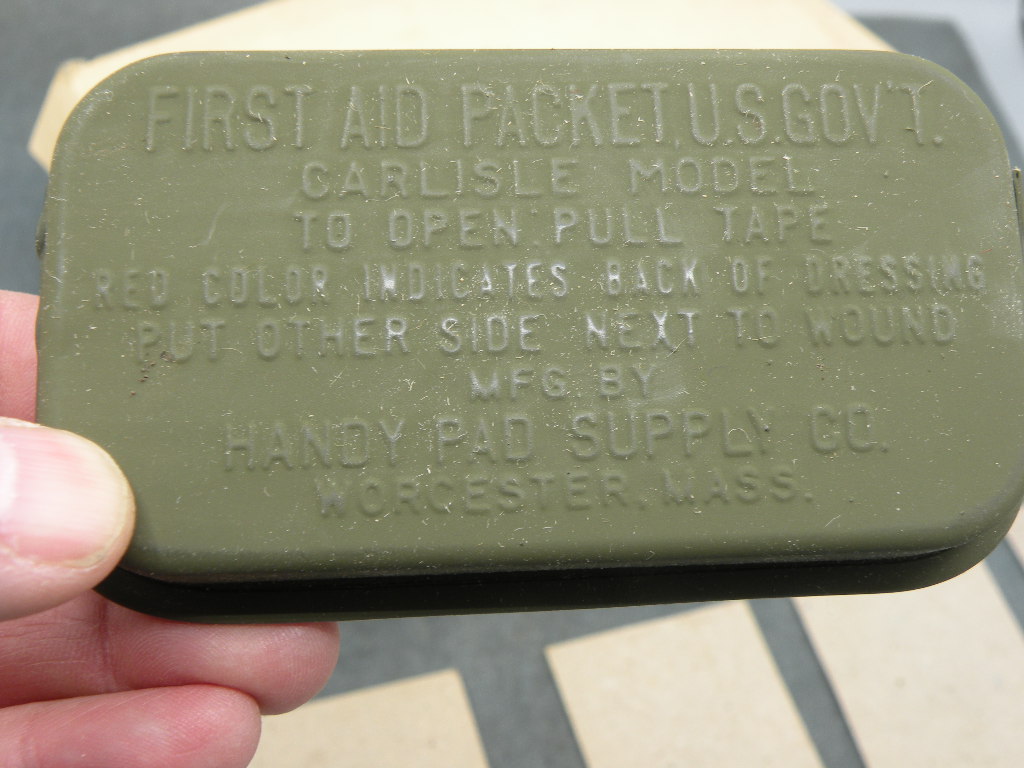 FIRST AID PACKET, U.S. GOV'T.
CARLISLE MODEL
TO OPEN PULL TAPE
RED COLOR INDICATES BACK OF DRESSING
PUT OTHER SIDE NEXT TO WOUND
MFG. BY
HANDY PAD SUPPLY CO.
WORCESTER, MASS.